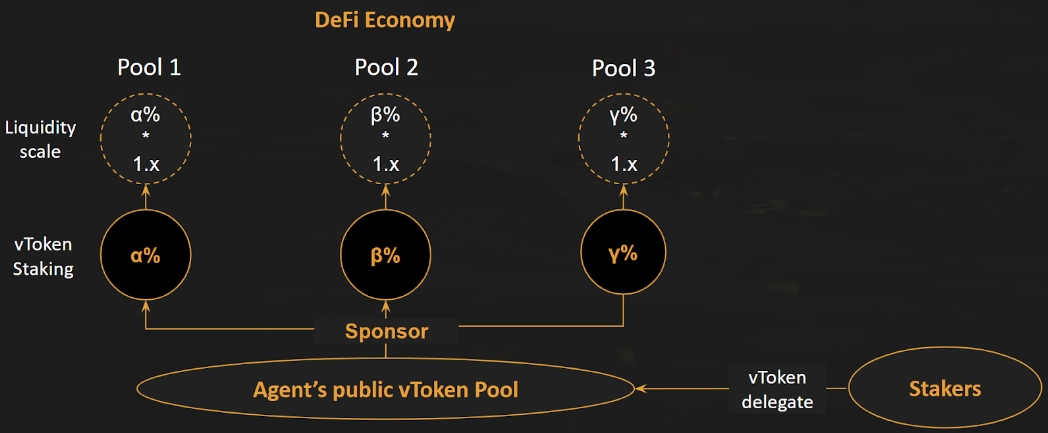 DeFi Economy
Pool 1
Pool 2
Pool 3
Liquidity
scale
α%
*
1.x
β%
*
1.x
γ%
*
1.x
vToken
Staking
α%
β%
γ%
Sponsor
Agent's public vToken Pool
vToken
delegate
Stakers